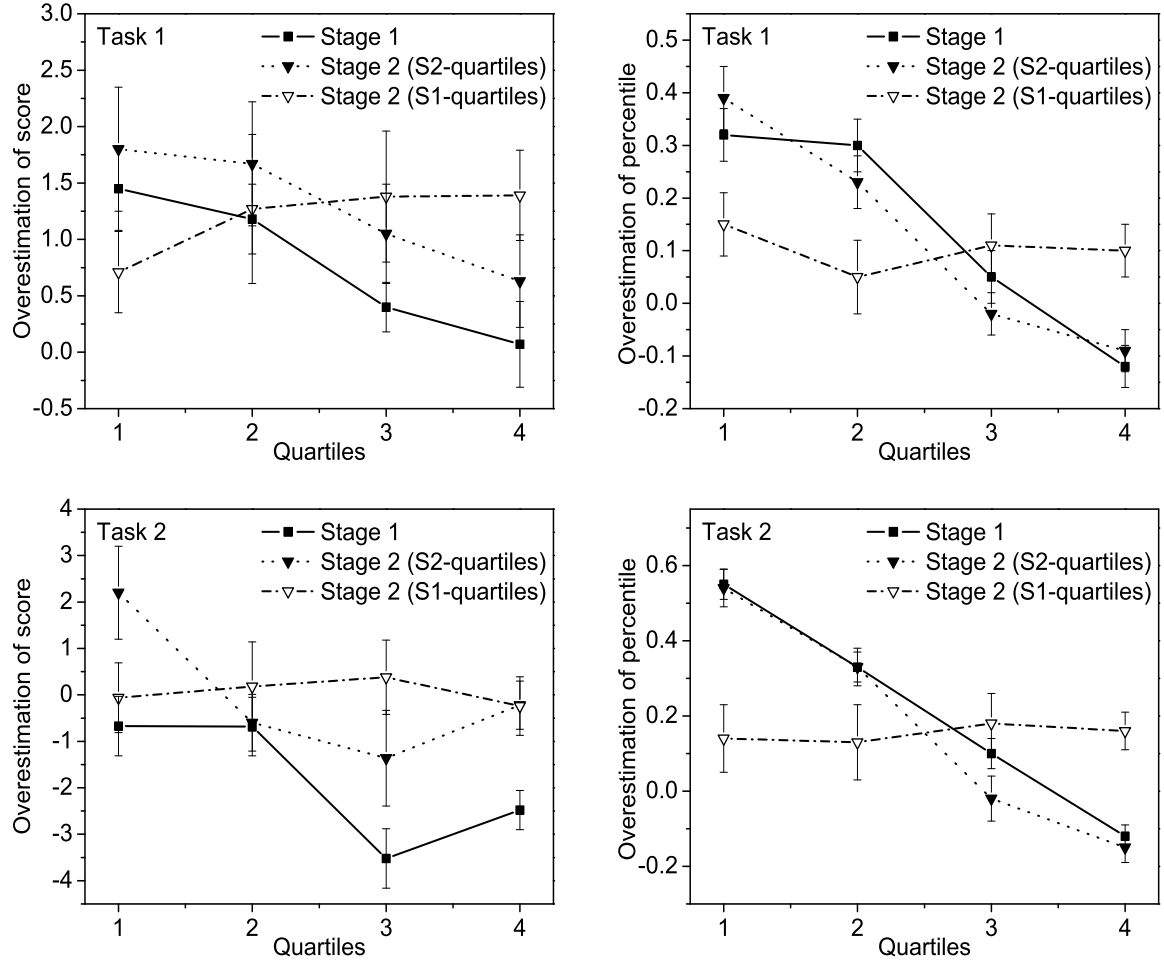 Task 1
Stage 1
Stage 2 (S2-quartiles)
Stage 2 (S1-quartiles)
Overestimation of score
3.0
2.5
2.0
1.5
1.0
0.5
0.0
-0.5
1 2 3 4
Quartiles
Task 1
Stage 1
Stage 2 (S2-quartiles)
Stage 2 (S1-quartiles)
Overestimation of percentile
0.5
0.4
0.3
0.2
0.1
0.0
-0.1
-0.2
1 2 3 4
Quartiles
Task 2
Stage 1
Stage 2 (S2-quartiles)
Stage 2 (S1-quartiles)
Overestimation of score
4
3
2
1
0
-1
-2
-3
-4
1 2 3 4
Quartiles
Task 2
Stage 1
Stage 2 (S2-quartiles)
Stage 2 (S1-quartiles)
Overestimation of percentile
0.6
0.4
0.2
0.0
-0.2
1 2 3 4
Quartiles